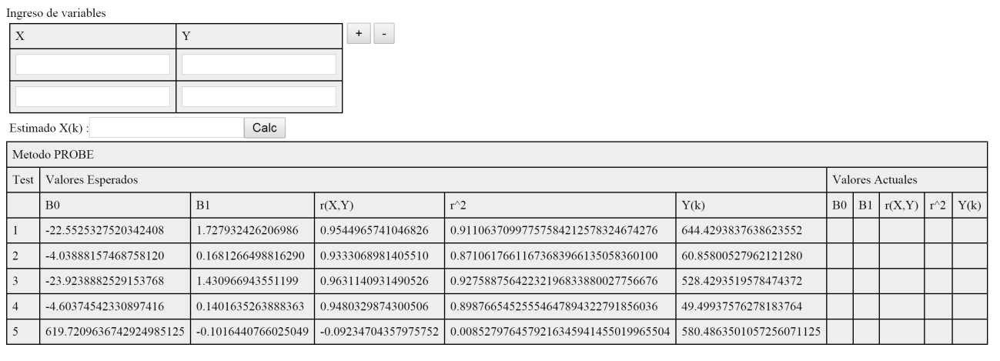 Ingreso de variables
X Y + -
Estimado X(k) : Calc
Metodo PROBE
Test Valores Esperados Valores Actuales
B0 B1 r(X,Y) r^2 Y(k) B0 B1 r(X,Y) r^2 Y(k)
1 -22.5525327520342408 1.727932426206986 0.9544965741046826 0.91106370997757584212578324674276 644.4293837638623552
2 -4.03888157468758120 0.1681266498816290 0.9333068981405510 0.87106176611673683966135058360100 60.85800527962121280
3 -23.9238882529153768 1.430966943551199 0.9631140931490526 0.92758875642232196833880027756676 528.4293519578474372
4 -4.60374542330897416 0.1401635263888363 0.9480329874300506 0.89876654525554647894322791856036 49.49937576278183764
5 619.7209636742924985125 -0.1016440766025049 -0.09234704357975752 0.0085279764579216345941455019965504 580.4863501057256071125